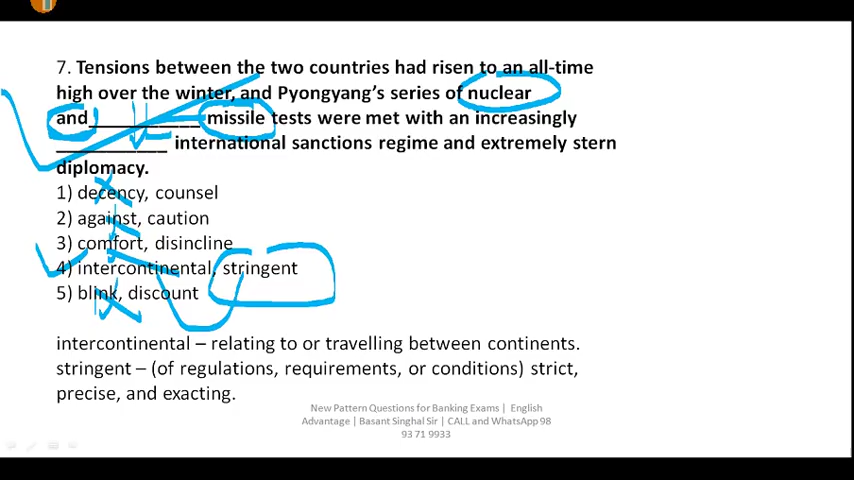 7. Tensions between the two countries had risen to an all-time
high over the winter, and Pyongyang's series of nuclear
and__________ missile tests were met with an increasingly
__________ international sanctions regime and extremely stern
diplomacy.
1) decency, counsel
2) against, caution
3) comfort, disincline
4) intercontinental, stringent
5) blink, discount
intercontinental – relating to or travelling between continents.
stringent – (of regulations, requirements, or conditions) strict,
precise, and exacting.
New Pattern Questions for Banking Exams | English
Advantage | Basant Singhal Sir | CALL and WhatsApp 98
93 71 9933